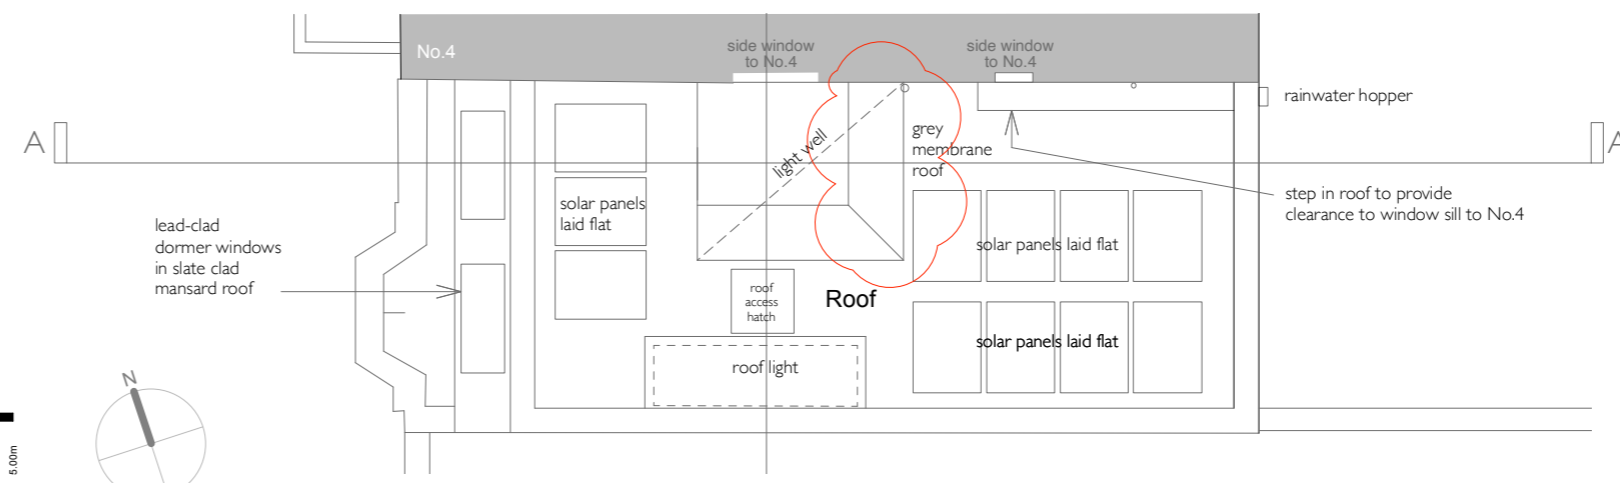 No.4
side window
to No.4
side window
to No.4
rainwater hopper
A
A
light well
grey
membrane
roof
step in roof to provide
clearance to window sill to No.4
solar panels
laid flat
lead-clad
dormer windows
in slate clad
mansard roof
solar panels laid flat
roof
access
hatch
Roof
solar panels laid flat
roof light
N
5.00m